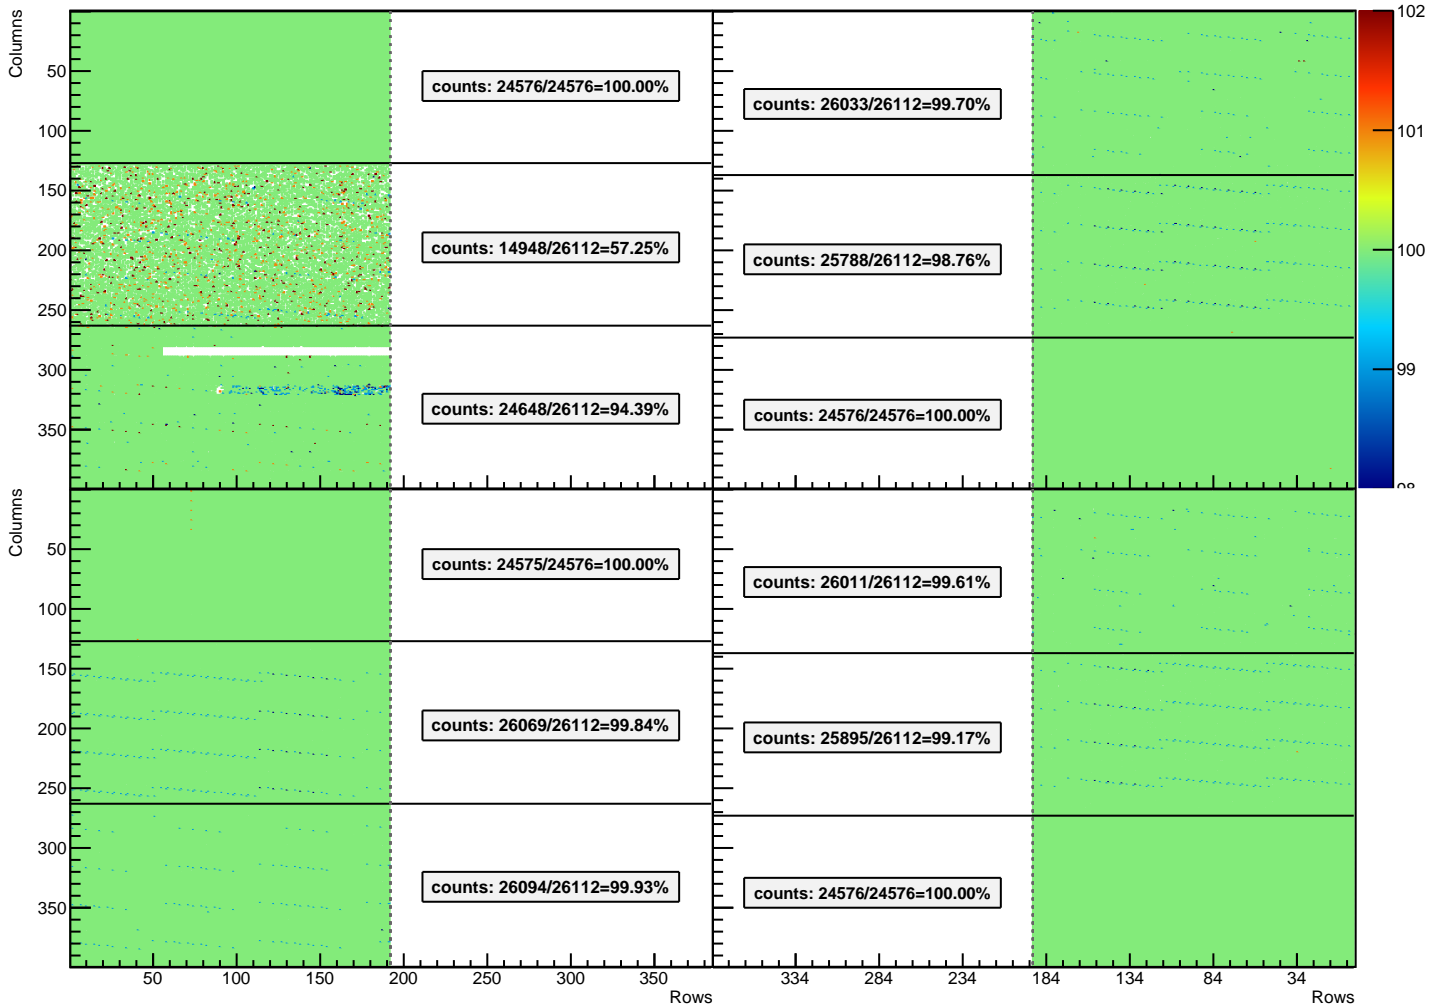 Columns
50
100
150
200
250
300
350
counts: 24576/24576=100.00%
counts: 14948/26112=57.25%
counts: 24648/26112=94.39%
counts: 26033/26112=99.70%
counts: 25788/26112=98.76%
counts: 24576/24576=100.00%
102
101
100
99
98
Columns
50
100
150
200
250
300
350
counts: 24575/24576=100.00%
counts: 26069/26112=99.84%
counts: 26094/26112=99.93%
counts: 26011/26112=99.61%
counts: 25895/26112=99.17%
counts: 24576/24576=100.00%
50 100 150 200 250 300 350
Rows
334 284 234 184 134 84 34
Rows